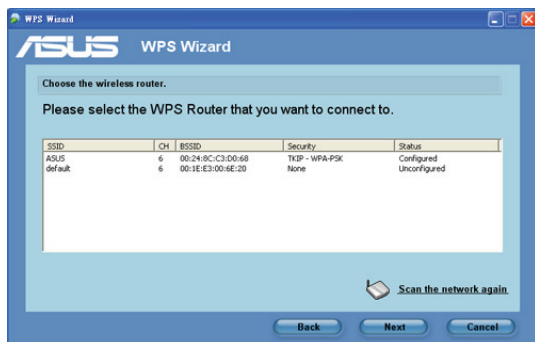 WPS Wizard
ASUS WPS Wizard
Choose the wireless router.
Please select the WPS Router that you want to connect to.
SSID CH BSSID Security Status
ASUS 6 00:24:8C:C3:D0:68 TKIP - WPA-PSK Configured
default 6 00:1E:E3:00:6E:20 None Unconfigured
Scan the network again
Back Next Cancel